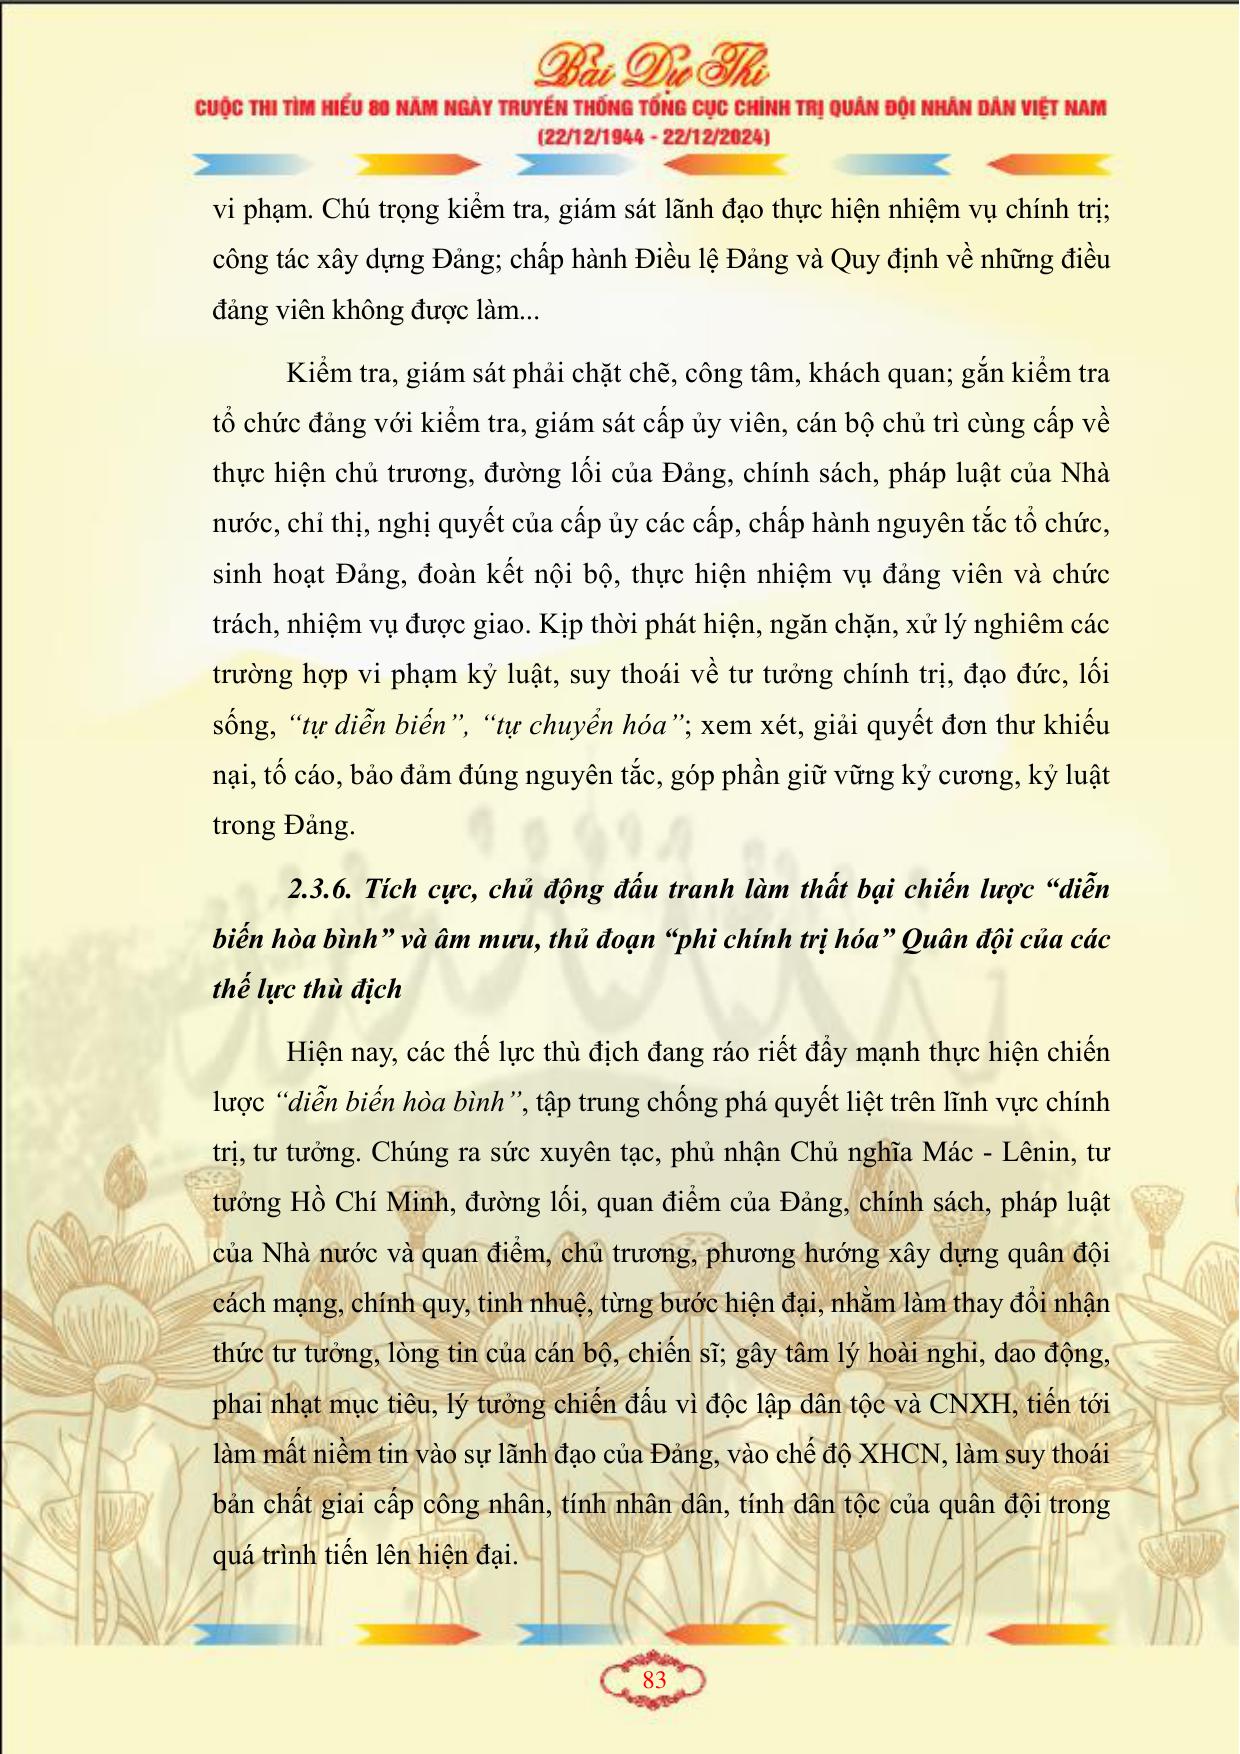 Bài Dự Thi
CUỘC THI TÌM HIỂU 80 NĂM NGÀY TRUYỀN THỐNG TỔNG CỤC CHÍNH TRỊ QUÂN ĐỘI NHÂN DÂN VIỆT NAM
(22/12/1944 - 22/12/2024)
vi phạm. Chú trọng kiểm tra, giám sát lãnh đạo thực hiện nhiệm vụ chính trị;
công tác xây dựng Đảng; chấp hành Điều lệ Đảng và Quy định về những điều
đảng viên không được làm...
Kiểm tra, giám sát phải chặt chẽ, công tâm, khách quan; gắn kiểm tra
tổ chức đảng với kiểm tra, giám sát cấp ủy viên, cán bộ chủ trì cùng cấp về
thực hiện chủ trương, đường lối của Đảng, chính sách, pháp luật của Nhà
nước, chỉ thị, nghị quyết của cấp ủy các cấp, chấp hành nguyên tắc tổ chức,
sinh hoạt Đảng, đoàn kết nội bộ, thực hiện nhiệm vụ đảng viên và chức
trách, nhiệm vụ được giao. Kịp thời phát hiện, ngăn chặn, xử lý nghiêm các
trường hợp vi phạm kỷ luật, suy thoái về tư tưởng chính trị, đạo đức, lối
sống, “tự diễn biến”, “tự chuyển hóa”; xem xét, giải quyết đơn thư khiếu
nại, tố cáo, bảo đảm đúng nguyên tắc, góp phần giữ vững kỷ cương, kỷ luật
trong Đảng.
2.3.6. Tích cực, chủ động đấu tranh làm thất bại chiến lược “diễn
biến hòa bình” và âm mưu, thủ đoạn “phi chính trị hóa” Quân đội của các
thế lực thù địch
Hiện nay, các thế lực thù địch đang ráo riết đẩy mạnh thực hiện chiến
lược “diễn biến hòa bình”, tập trung chống phá quyết liệt trên lĩnh vực chính
trị, tư tưởng. Chúng ra sức xuyên tạc, phủ nhận Chủ nghĩa Mác - Lênin, tư
tưởng Hồ Chí Minh, đường lối, quan điểm của Đảng, chính sách, pháp luật
của Nhà nước và quan điểm, chủ trương, phương hướng xây dựng quân đội
cách mạng, chính quy, tinh nhuệ, từng bước hiện đại, nhằm làm thay đổi nhận
thức tư tưởng, lòng tin của cán bộ, chiến sĩ; gây tâm lý hoài nghi, dao động,
phai nhạt mục tiêu, lý tưởng chiến đấu vì độc lập dân tộc và CNXH, tiến tới
làm mất niềm tin vào sự lãnh đạo của Đảng, vào chế độ XHCN, làm suy thoái
bản chất giai cấp công nhân, tính nhân dân, tính dân tộc của quân đội trong
quá trình tiến lên hiện đại.
83